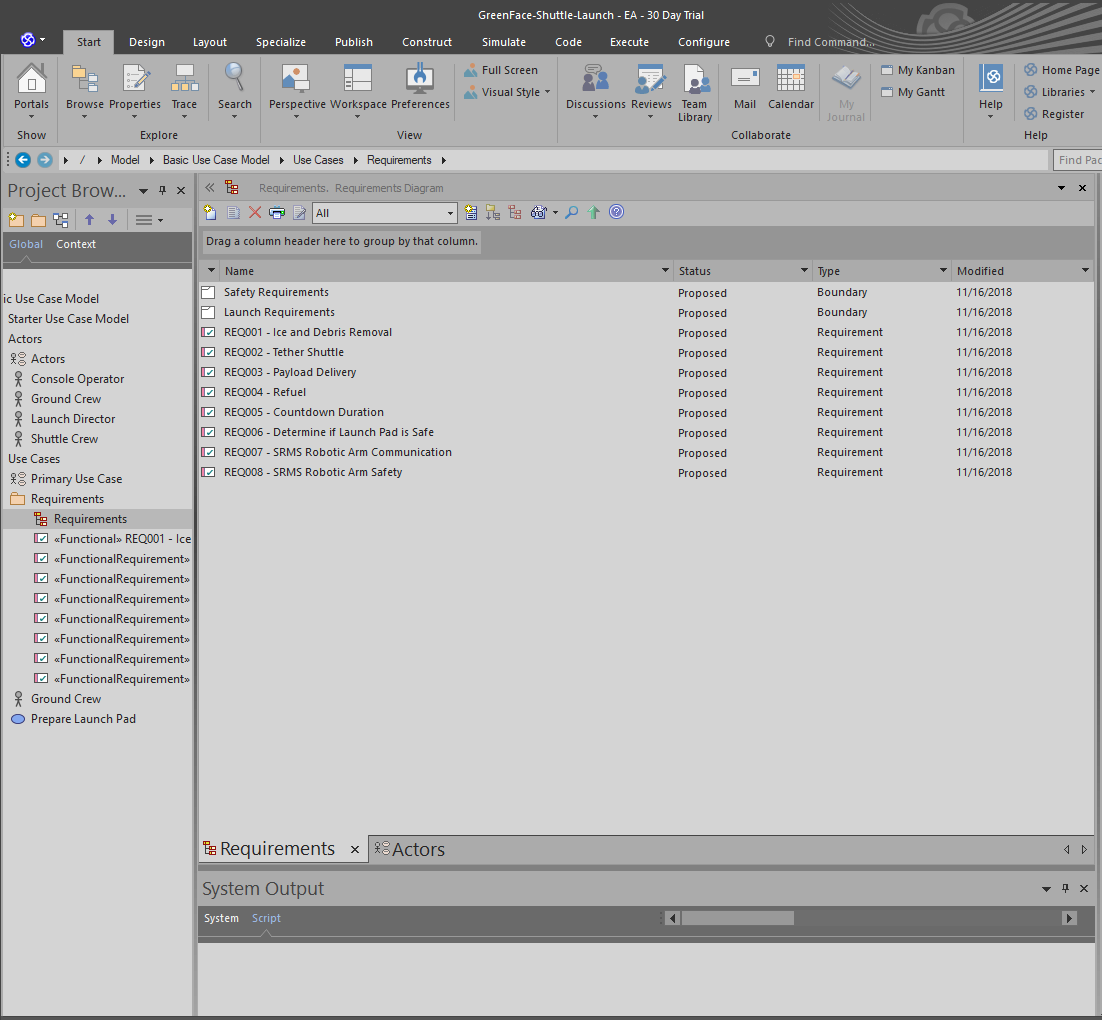 GreenFace-Shuttle-Launch - EA - 30 Day Trial
Start Design Layout Specialize Publish Construct Simulate Code Execute Configure Find Command...
Portals Browse Properties Trace Search Perspective Workspace Preferences Full Screen Visual Style Discussions Reviews Team Library Mail Calendar My Journal My Kanban My Gantt Help Home Page Libraries Register
Show Explore View Collaborate Help
/ Model Basic Use Case Model Use Cases Requirements Find Pac
Project Brow...
Global Context
ic Use Case Model
Starter Use Case Model
Actors
Actors
Console Operator
Ground Crew
Launch Director
Shuttle Crew
Use Cases
Primary Use Case
Requirements
Requirements
«Functional» REQ001 - Ice
«FunctionalRequirement»
«FunctionalRequirement»
«FunctionalRequirement»
«FunctionalRequirement»
«FunctionalRequirement»
«FunctionalRequirement»
«FunctionalRequirement»
Ground Crew
Prepare Launch Pad
Requirements. Requirements Diagram
All
Drag a column header here to group by that column.
Name Status Type Modified
Safety Requirements Proposed Boundary 11/16/2018
Launch Requirements Proposed Boundary 11/16/2018
REQ001 - Ice and Debris Removal Proposed Requirement 11/16/2018
REQ002 - Tether Shuttle Proposed Requirement 11/16/2018
REQ003 - Payload Delivery Proposed Requirement 11/16/2018
REQ004 - Refuel Proposed Requirement 11/16/2018
REQ005 - Countdown Duration Proposed Requirement 11/16/2018
REQ006 - Determine if Launch Pad is Safe Proposed Requirement 11/16/2018
REQ007 - SRMS Robotic Arm Communication Proposed Requirement 11/16/2018
REQ008 - SRMS Robotic Arm Safety Proposed Requirement 11/16/2018
Requirements Actors
System Output
System Script